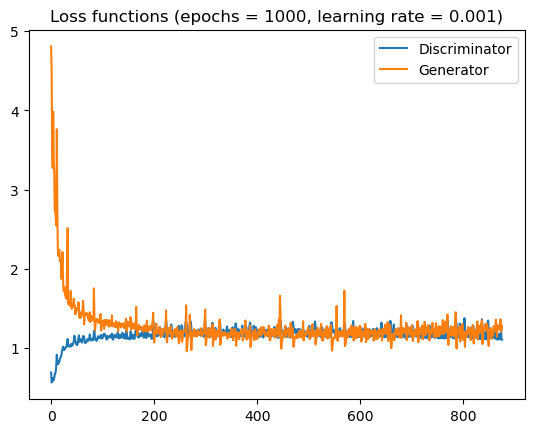 Loss functions (epochs = 1000, learning rate = 0.001)
Discriminator
Generator
5
4
3
2
1
0 200 400 600 800